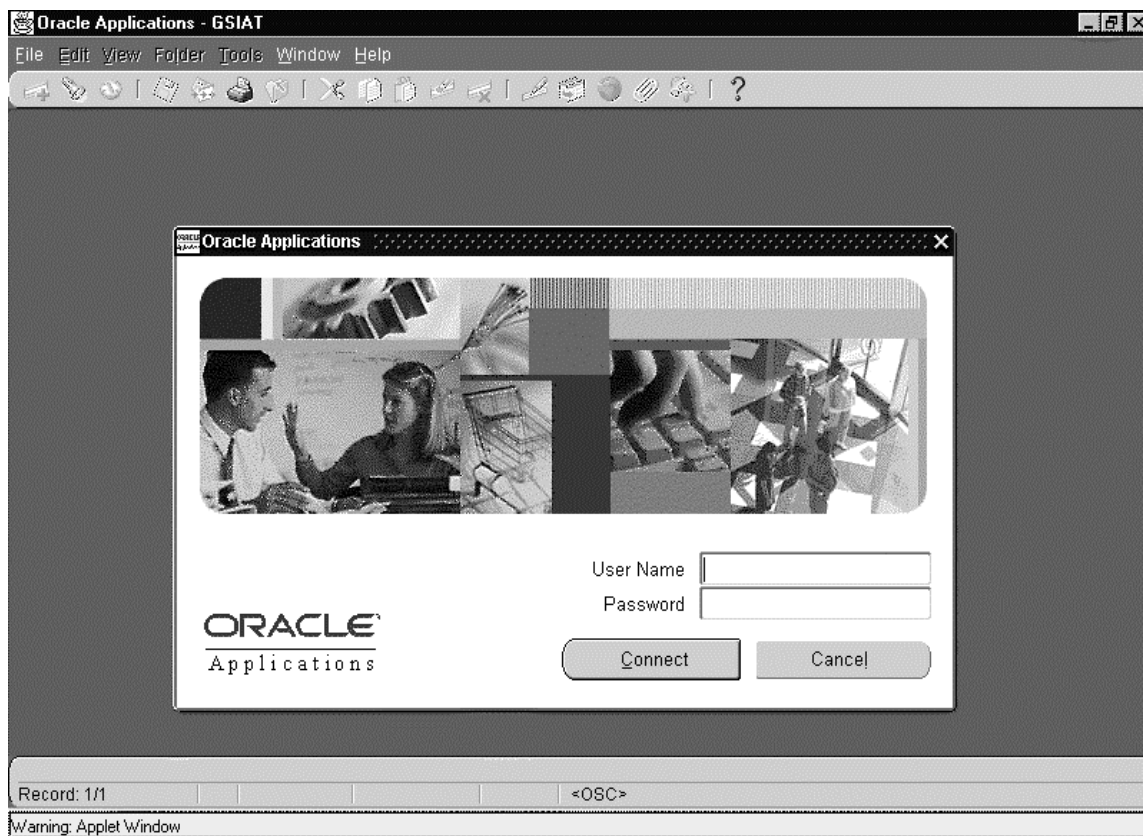 Oracle Applications - GSIAT
File Edit View Folder Tools Window Help
?
Oracle Applications
User Name
Password
ORACLE
Applications
Connect
Cancel
Record: 1/1
<OSC>
Warning: Applet Window